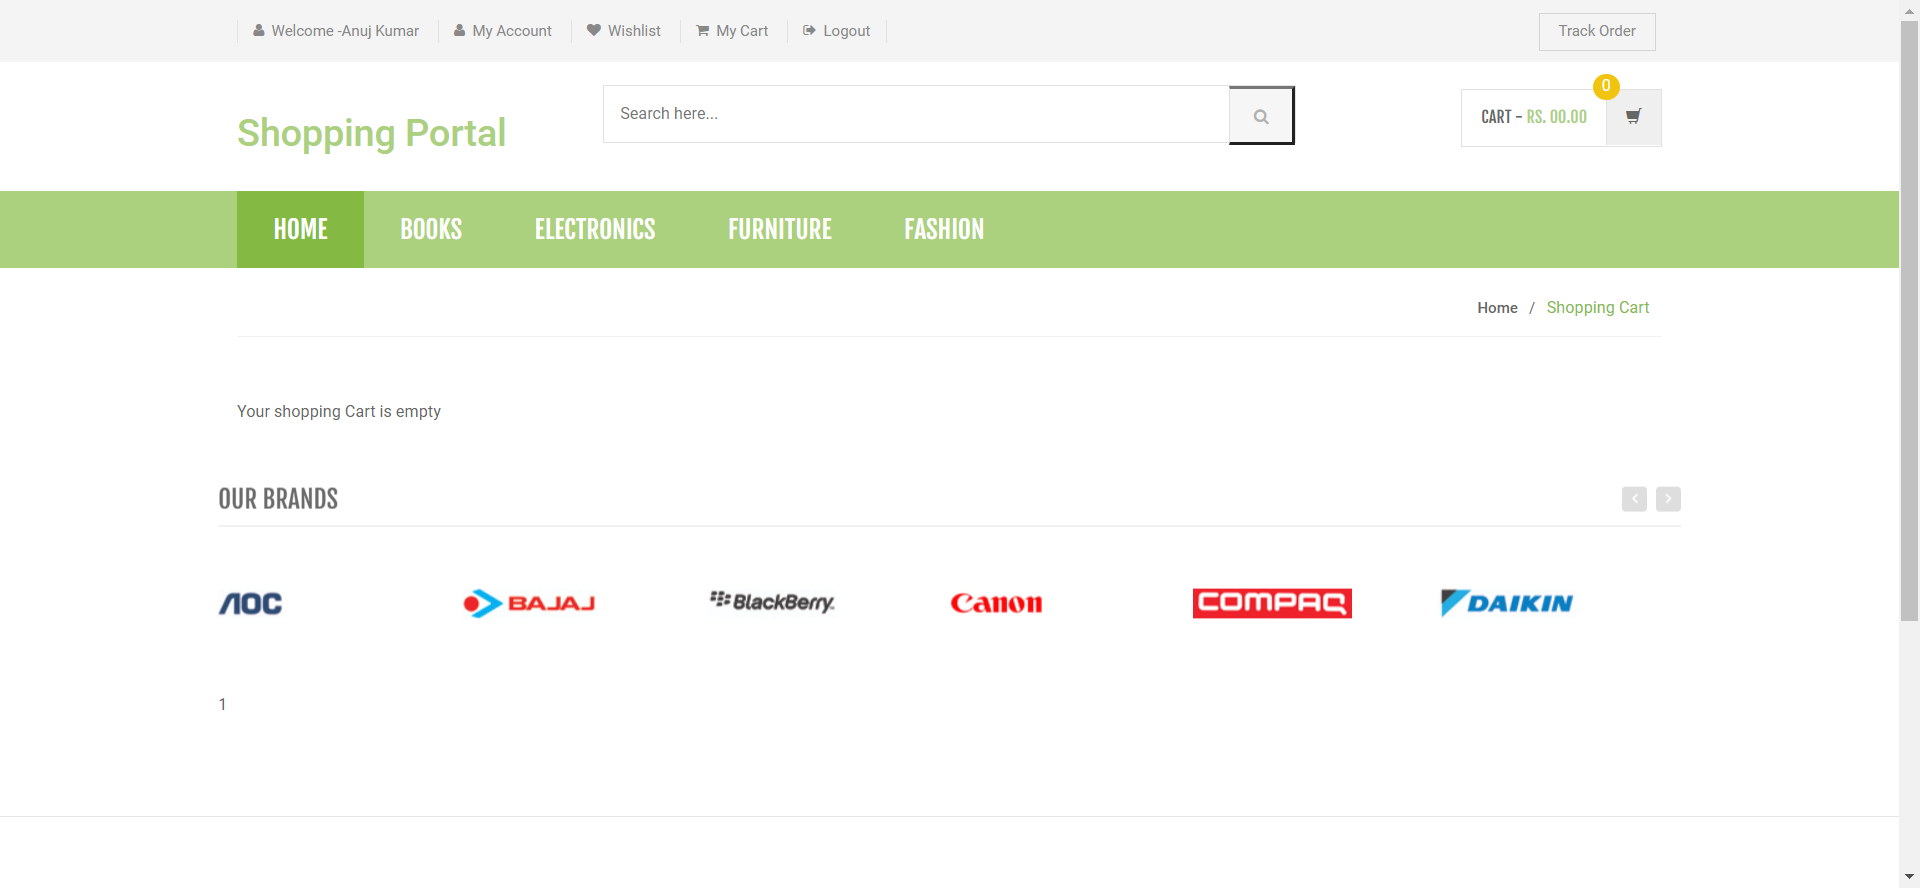 Welcome -Anuj Kumar My Account Wishlist My Cart Logout Track Order
0
Shopping Portal Search here... CART - RS. 00.00
HOME BOOKS ELECTRONICS FURNITURE FASHION
Home / Shopping Cart
Your shopping Cart is empty
OUR BRANDS
AOC BAJAJ BlackBerry. Canon COMPAQ DAIKIN
1